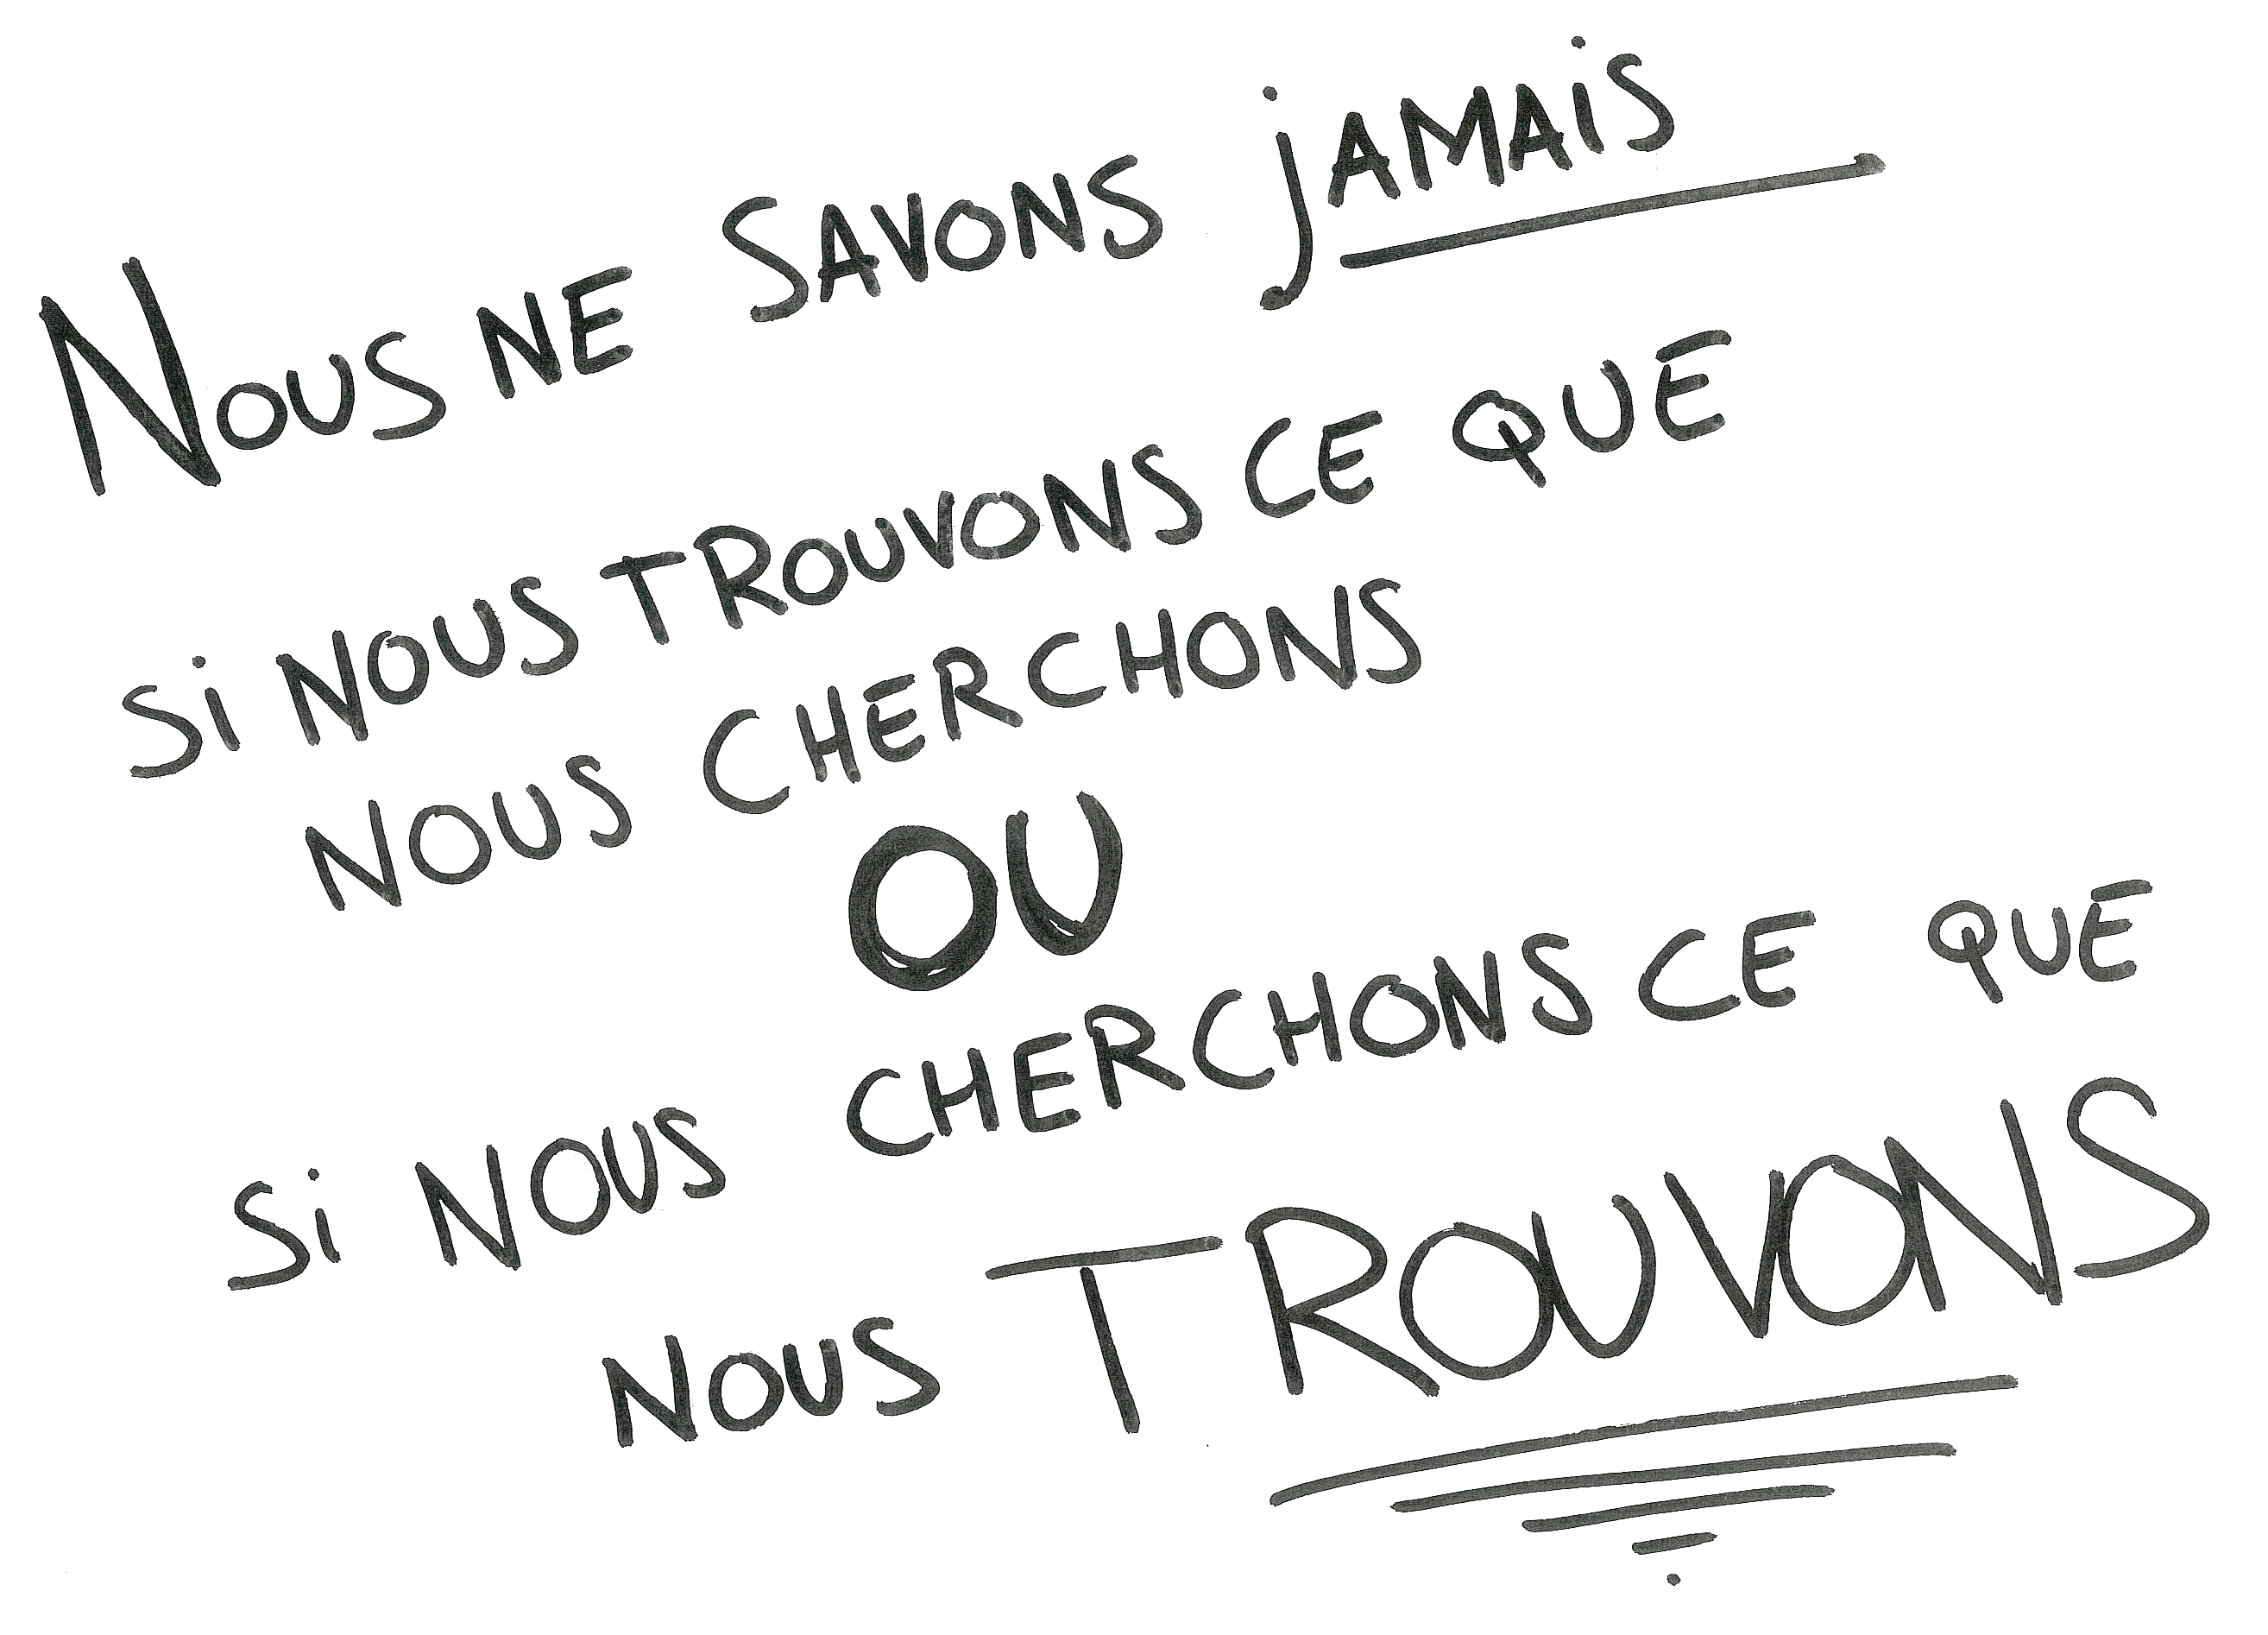 NOUS NE SAVONS jAMAiS
Si NOUS TROUVONS CE QUE
NOUS CHERCHONS
OU
Si NOUS CHERCHONS CE QUE
NOUS TROUVONS